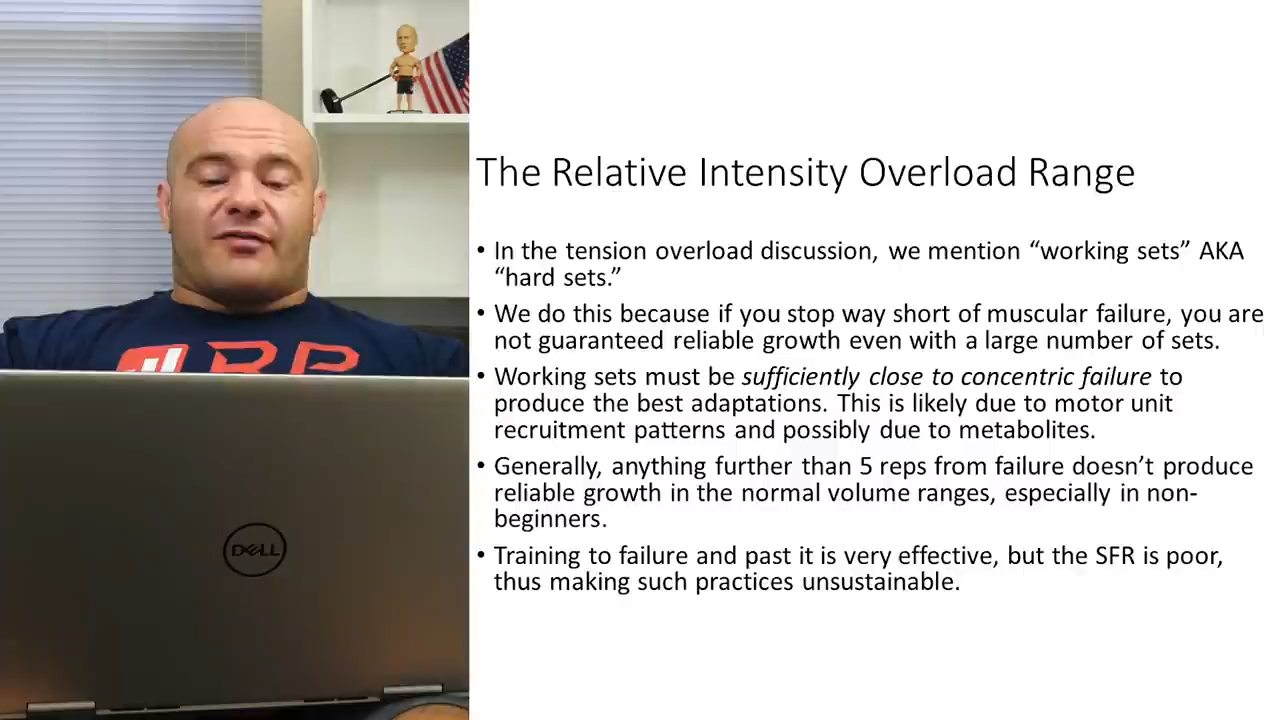 The Relative Intensity Overload Range
• In the tension overload discussion, we mention “working sets” AKA
“hard sets.”
• We do this because if you stop way short of muscular failure, you are
not guaranteed reliable growth even with a large number of sets.
• Working sets must be sufficiently close to concentric failure to
produce the best adaptations. This is likely due to motor unit
recruitment patterns and possibly due to metabolites.
• Generally, anything further than 5 reps from failure doesn’t produce
reliable growth in the normal volume ranges, especially in non-
beginners.
• Training to failure and past it is very effective, but the SFR is poor,
thus making such practices unsustainable.
RP
DELL